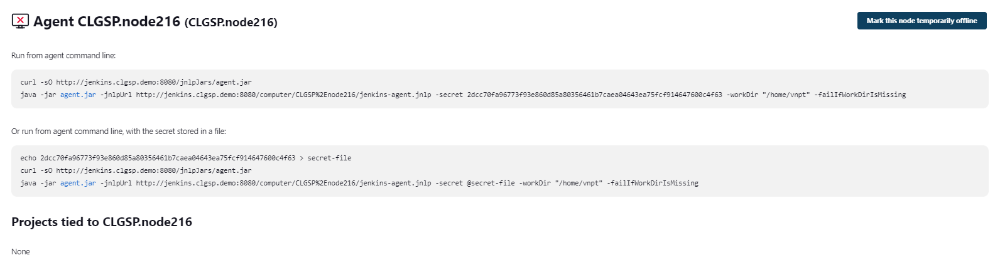 Agent CLGSP.node216 (CLGSP.node216)
Mark this node temporarily offline
Run from agent command line:
curl -sO http://jenkins.clgsp.demo:8080/jnlpJars/agent.jar
java -jar agent.jar -jnlpUrl http://jenkins.clgsp.demo:8080/computer/CLGSP%2Enode216/jenkins-agent.jnlp -secret 2dcc70fa96773f93e860d85a80356461b7caea04643ea75fcf914647600c4f63 -workDir "/home/vnpt" -failIfWorkDirIsMissing
Or run from agent command line, with the secret stored in a file:
echo 2dcc70fa96773f93e860d85a80356461b7caea04643ea75fcf914647600c4f63 > secret-file
curl -sO http://jenkins.clgsp.demo:8080/jnlpJars/agent.jar
java -jar agent.jar -jnlpUrl http://jenkins.clgsp.demo:8080/computer/CLGSP%2Enode216/jenkins-agent.jnlp -secret @secret-file -workDir "/home/vnpt" -failIfWorkDirIsMissing
Projects tied to CLGSP.node216
None